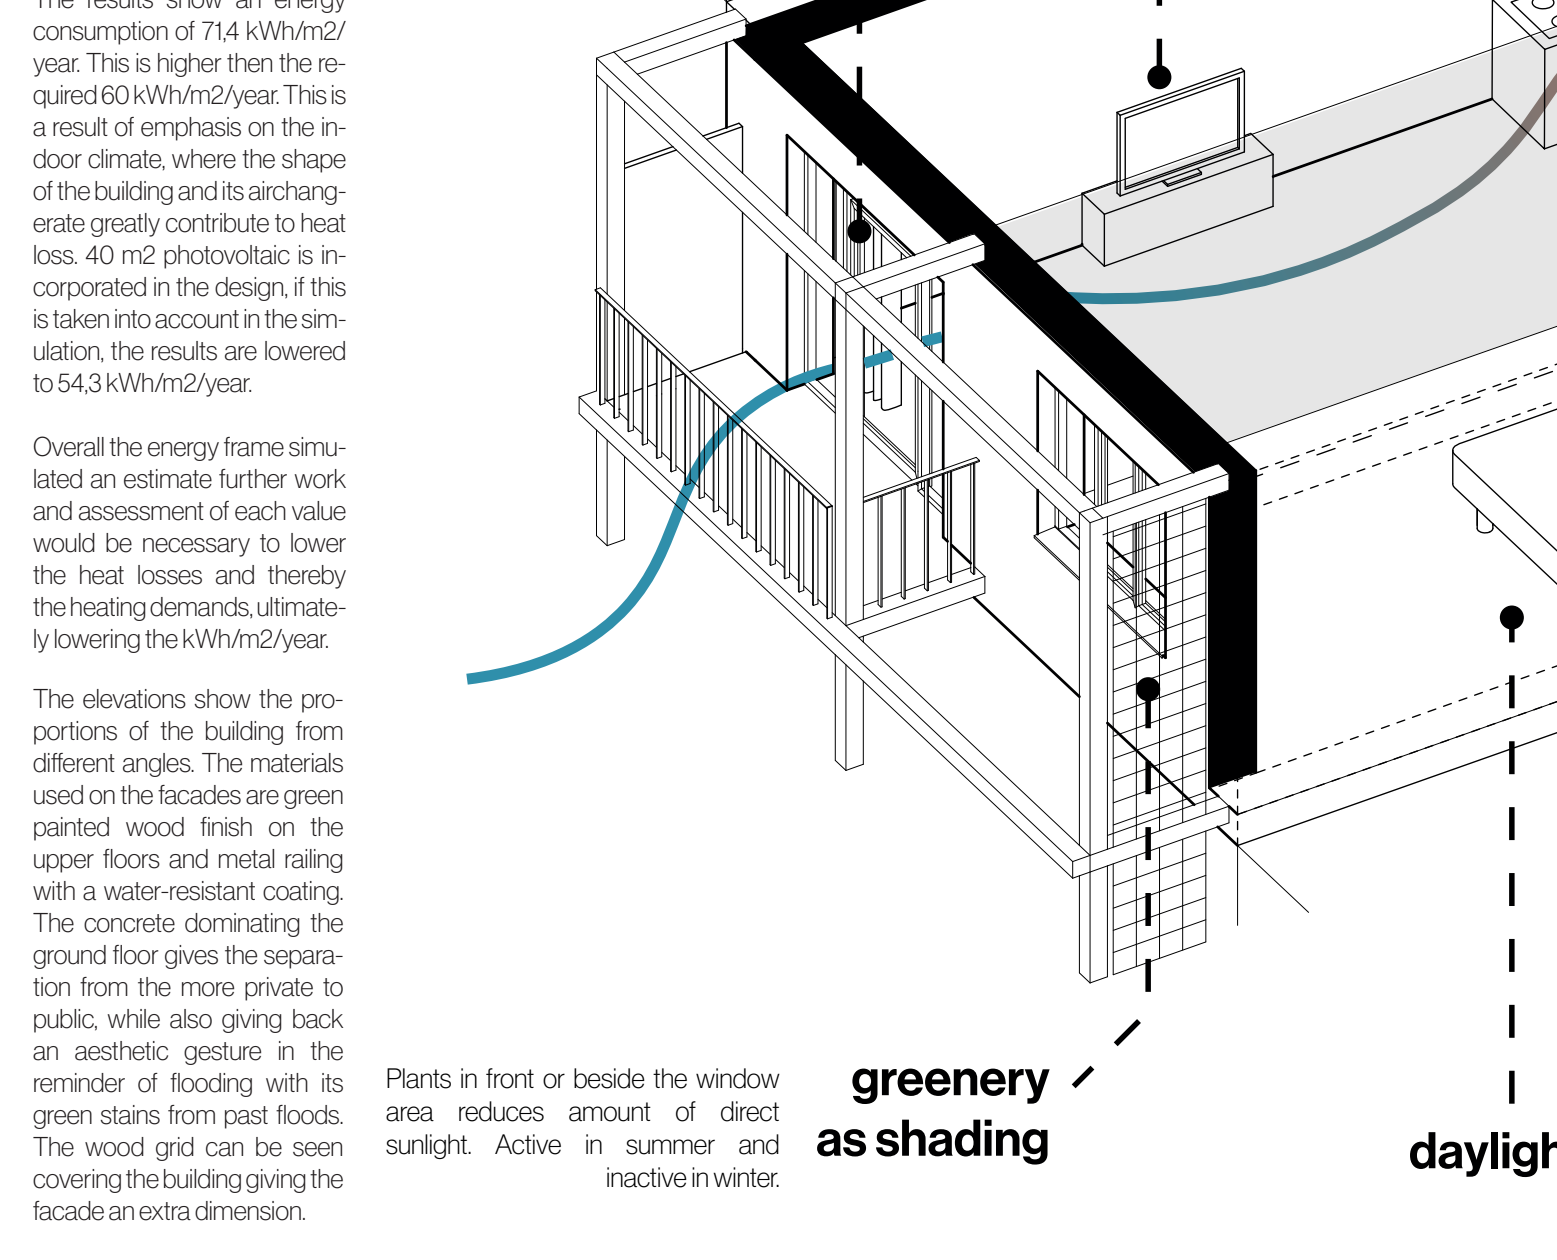 The results show an energy
consumption of 71,4 kWh/m2/
year. This is higher then the re-
quired 60 kWh/m2/year. This is
a result of emphasis on the in-
door climate, where the shape
of the building and its airchang-
erate greatly contribute to heat
loss. 40 m2 photovoltaic is in-
corporated in the design, if this
is taken into account in the sim-
ulation, the results are lowered
to 54,3 kWh/m2/year.
Overall the energy frame simu-
lated an estimate further work
and assessment of each value
would be necessary to lower
the heat losses and thereby
the heating demands, ultimate-
ly lowering the kWh/m2/year.
The elevations show the pro-
portions of the building from
different angles. The materials
used on the facades are green
painted wood finish on the
upper floors and metal railing
with a water-resistant coating.
The concrete dominating the
ground floor gives the separa-
tion from the more private to
public, while also giving back
an aesthetic gesture in the
reminder of flooding with its
green stains from past floods.
The wood grid can be seen
covering the building giving the
facade an extra dimension.
Plants in front or beside the window
area reduces amount of direct
sunlight. Active in summer and
inactive in winter.
greenery
as shading